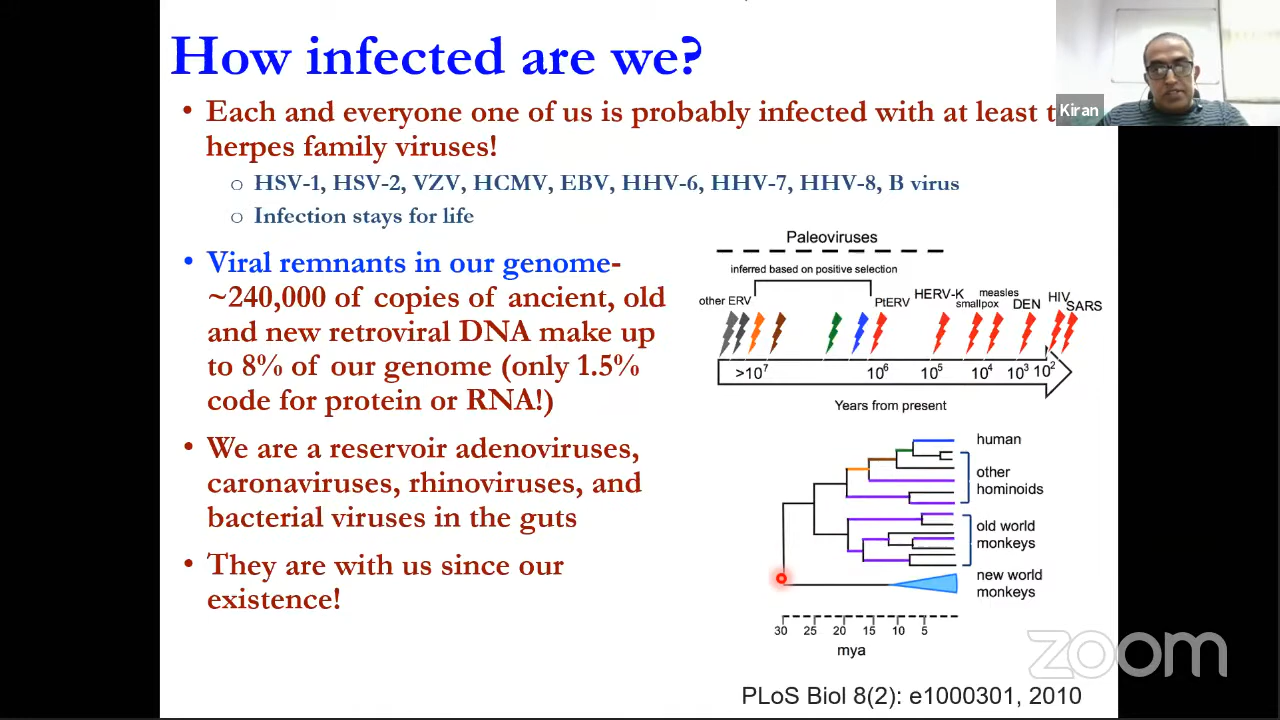 How infected are we?
Kiran
• Each and everyone one of us is probably infected with at least
herpes family viruses!
o HSV-1, HSV-2, VZV, HCMV, EBV, HHV-6, HHV-7, HHV-8, B virus
o Infection stays for life
• Viral remnants in our genome-
~240,000 of copies of ancient, old
and new retroviral DNA make up
to 8% of our genome (only 1.5%
code for protein or RNA!)
• We are a reservoir adenoviruses,
caronaviruses, rhinoviruses, and
bacterial viruses in the guts
• They are with us since our
existence!
Paleoviruses
inferred based on positive selection
other ERV
PtERV
HERV-K
smallpox
measles
DEN
HIV
SARS
>10⁷ 10⁶ 10⁵ 10⁴ 10³ 10²
Years from present
human
other
hominoids
old world
monkeys
new world
monkeys
30 25 20 15 10 5
mya
zoom
PLoS Biol 8(2): e1000301, 2010